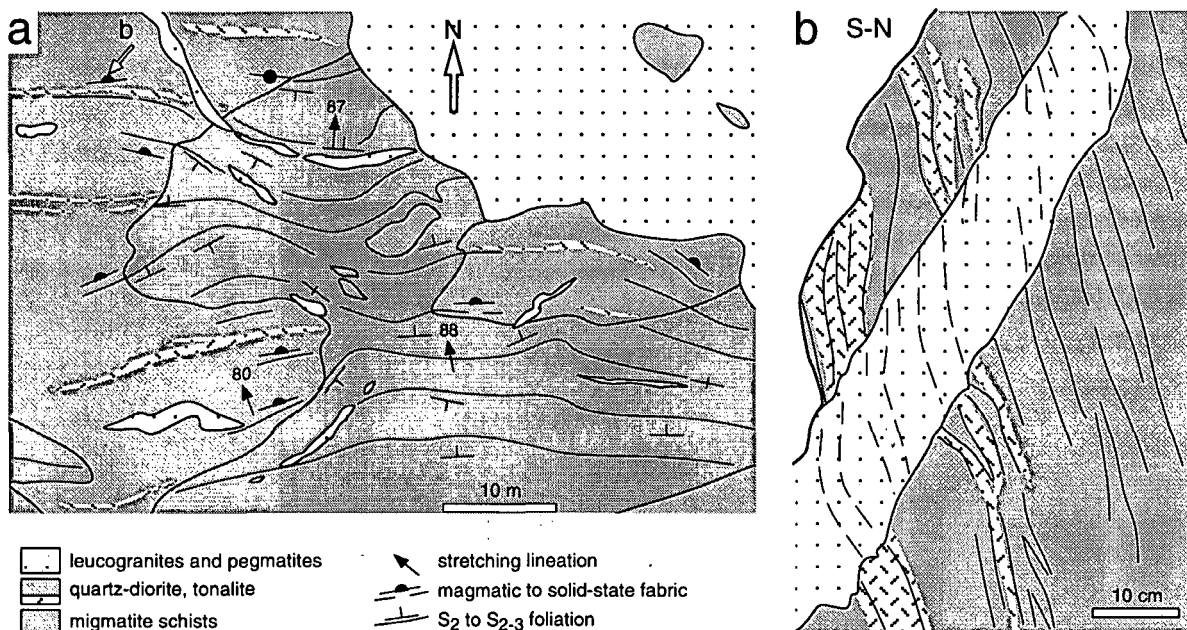 a
b
N
87
88
80
10 m
b S-N
10 cm
leucogranites and pegmatites
quartz-diorite, tonalite
migmatite schists
stretching lineation
magmatic to solid-state fabric
S2 to S2-3 foliation